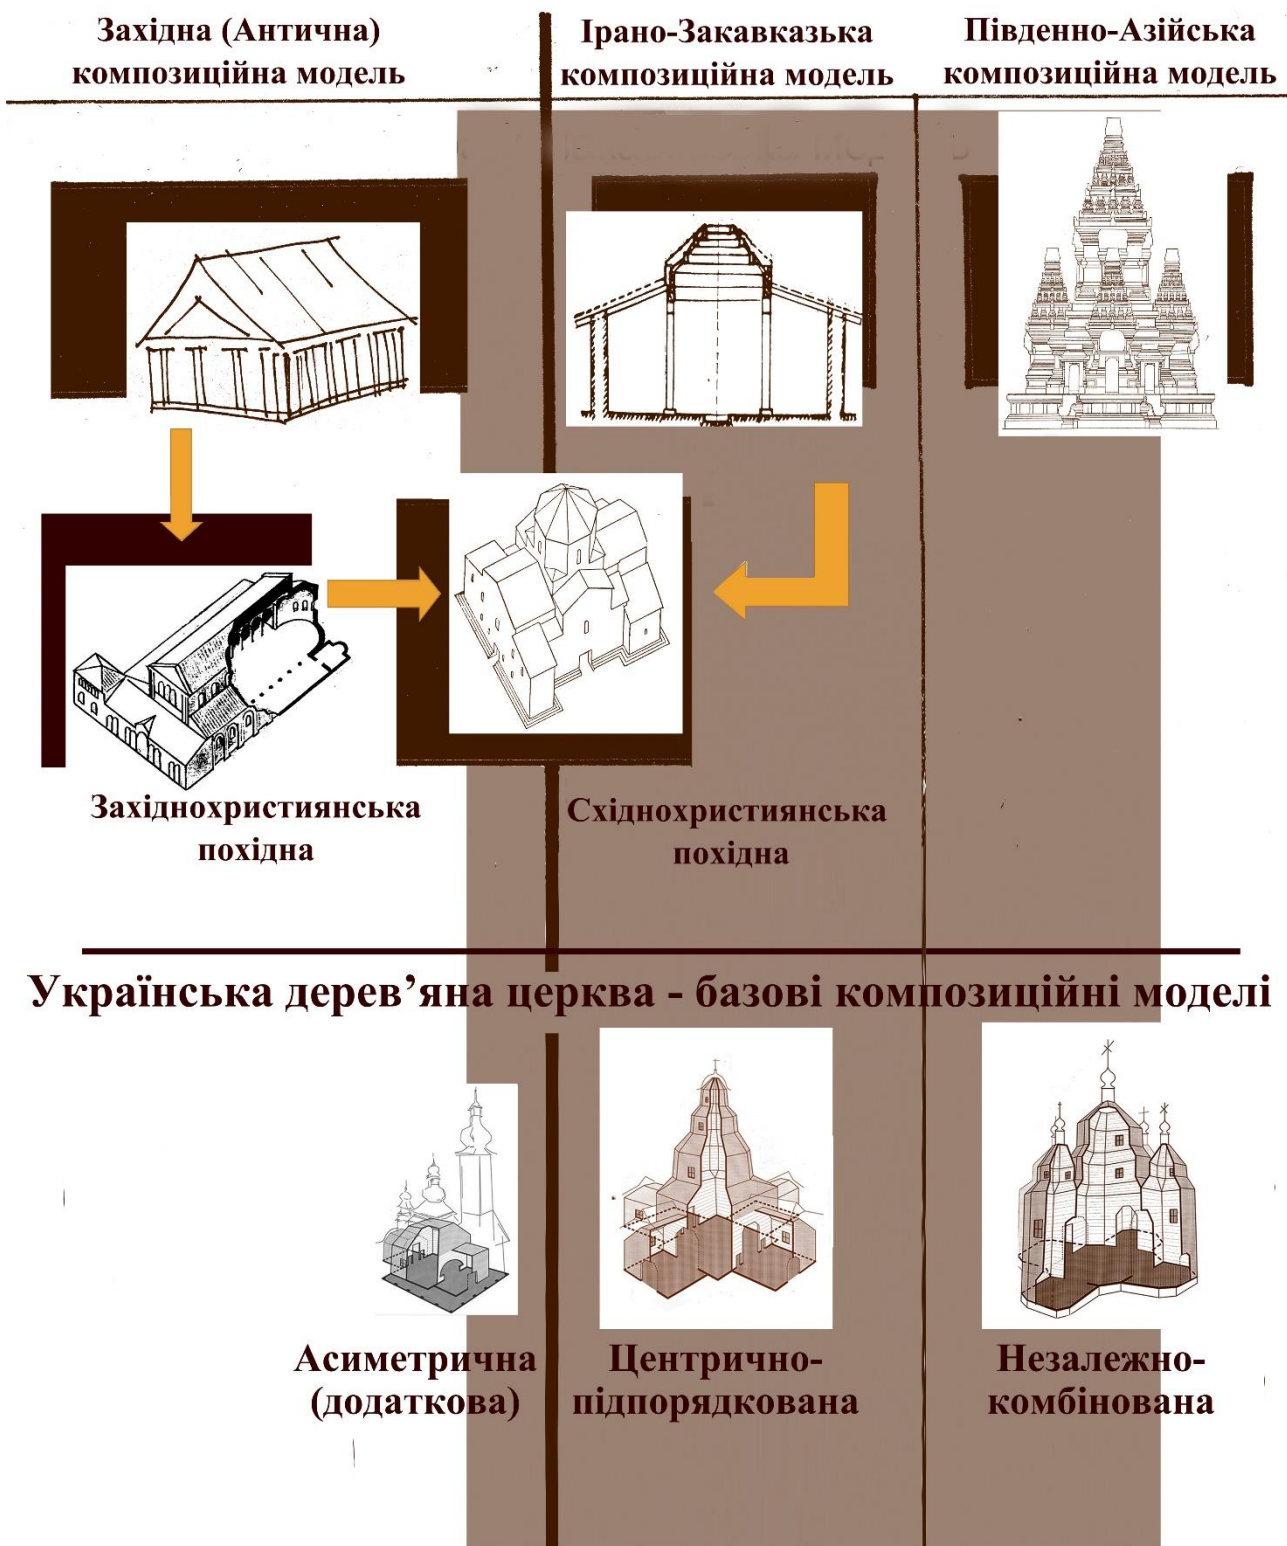 Західна (Антична)
композиційна модель
Ірано-Закавказька
композиційна модель
Південно-Азійська
композиційна модель
Західнохристиянська
похідна
Східнохристиянська
похідна
Українська дерев’яна церква - базові композиційні моделі
Асиметрична
(додаткова)
Центрично-
підпорядкована
Незалежно-
комбінована